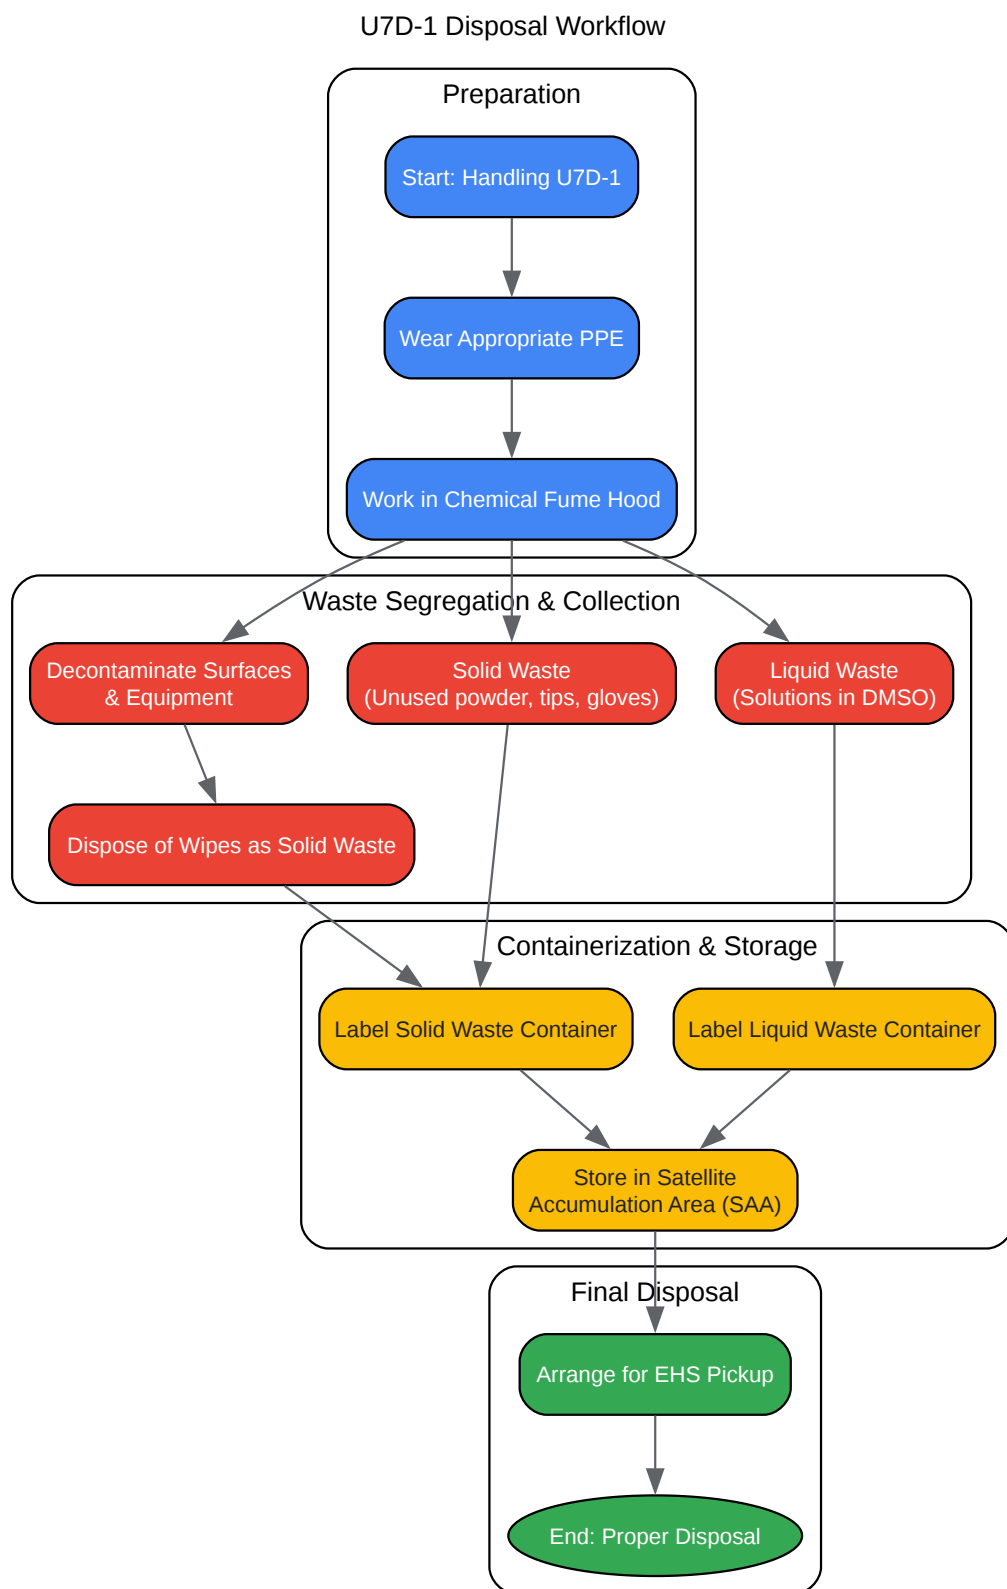 U7D-1 Disposal Workflow
Preparation
Start: Handling U7D-1
Wear Appropriate PPE
Work in Chemical Fume Hood
Waste Segregation & Collection
Decontaminate Surfaces
& Equipment
Solid Waste
(Unused powder, tips, gloves)
Liquid Waste
(Solutions in DMSO)
Dispose of Wipes as Solid Waste
Containerization & Storage
Label Solid Waste Container
Label Liquid Waste Container
Store in Satellite
Accumulation Area (SAA)
Final Disposal
Arrange for EHS Pickup
End: Proper Disposal